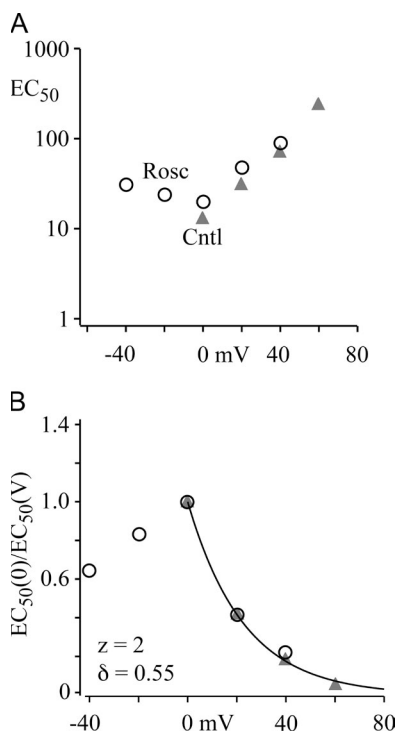 A
1000
EC50
100
Rosc
10
Cntl
1
-40 0 mV 40 80
B
1.4
EC50(0)/EC50(V)
1.0
0.6
z = 2
δ = 0.55
0
-40 0 mV 40 80